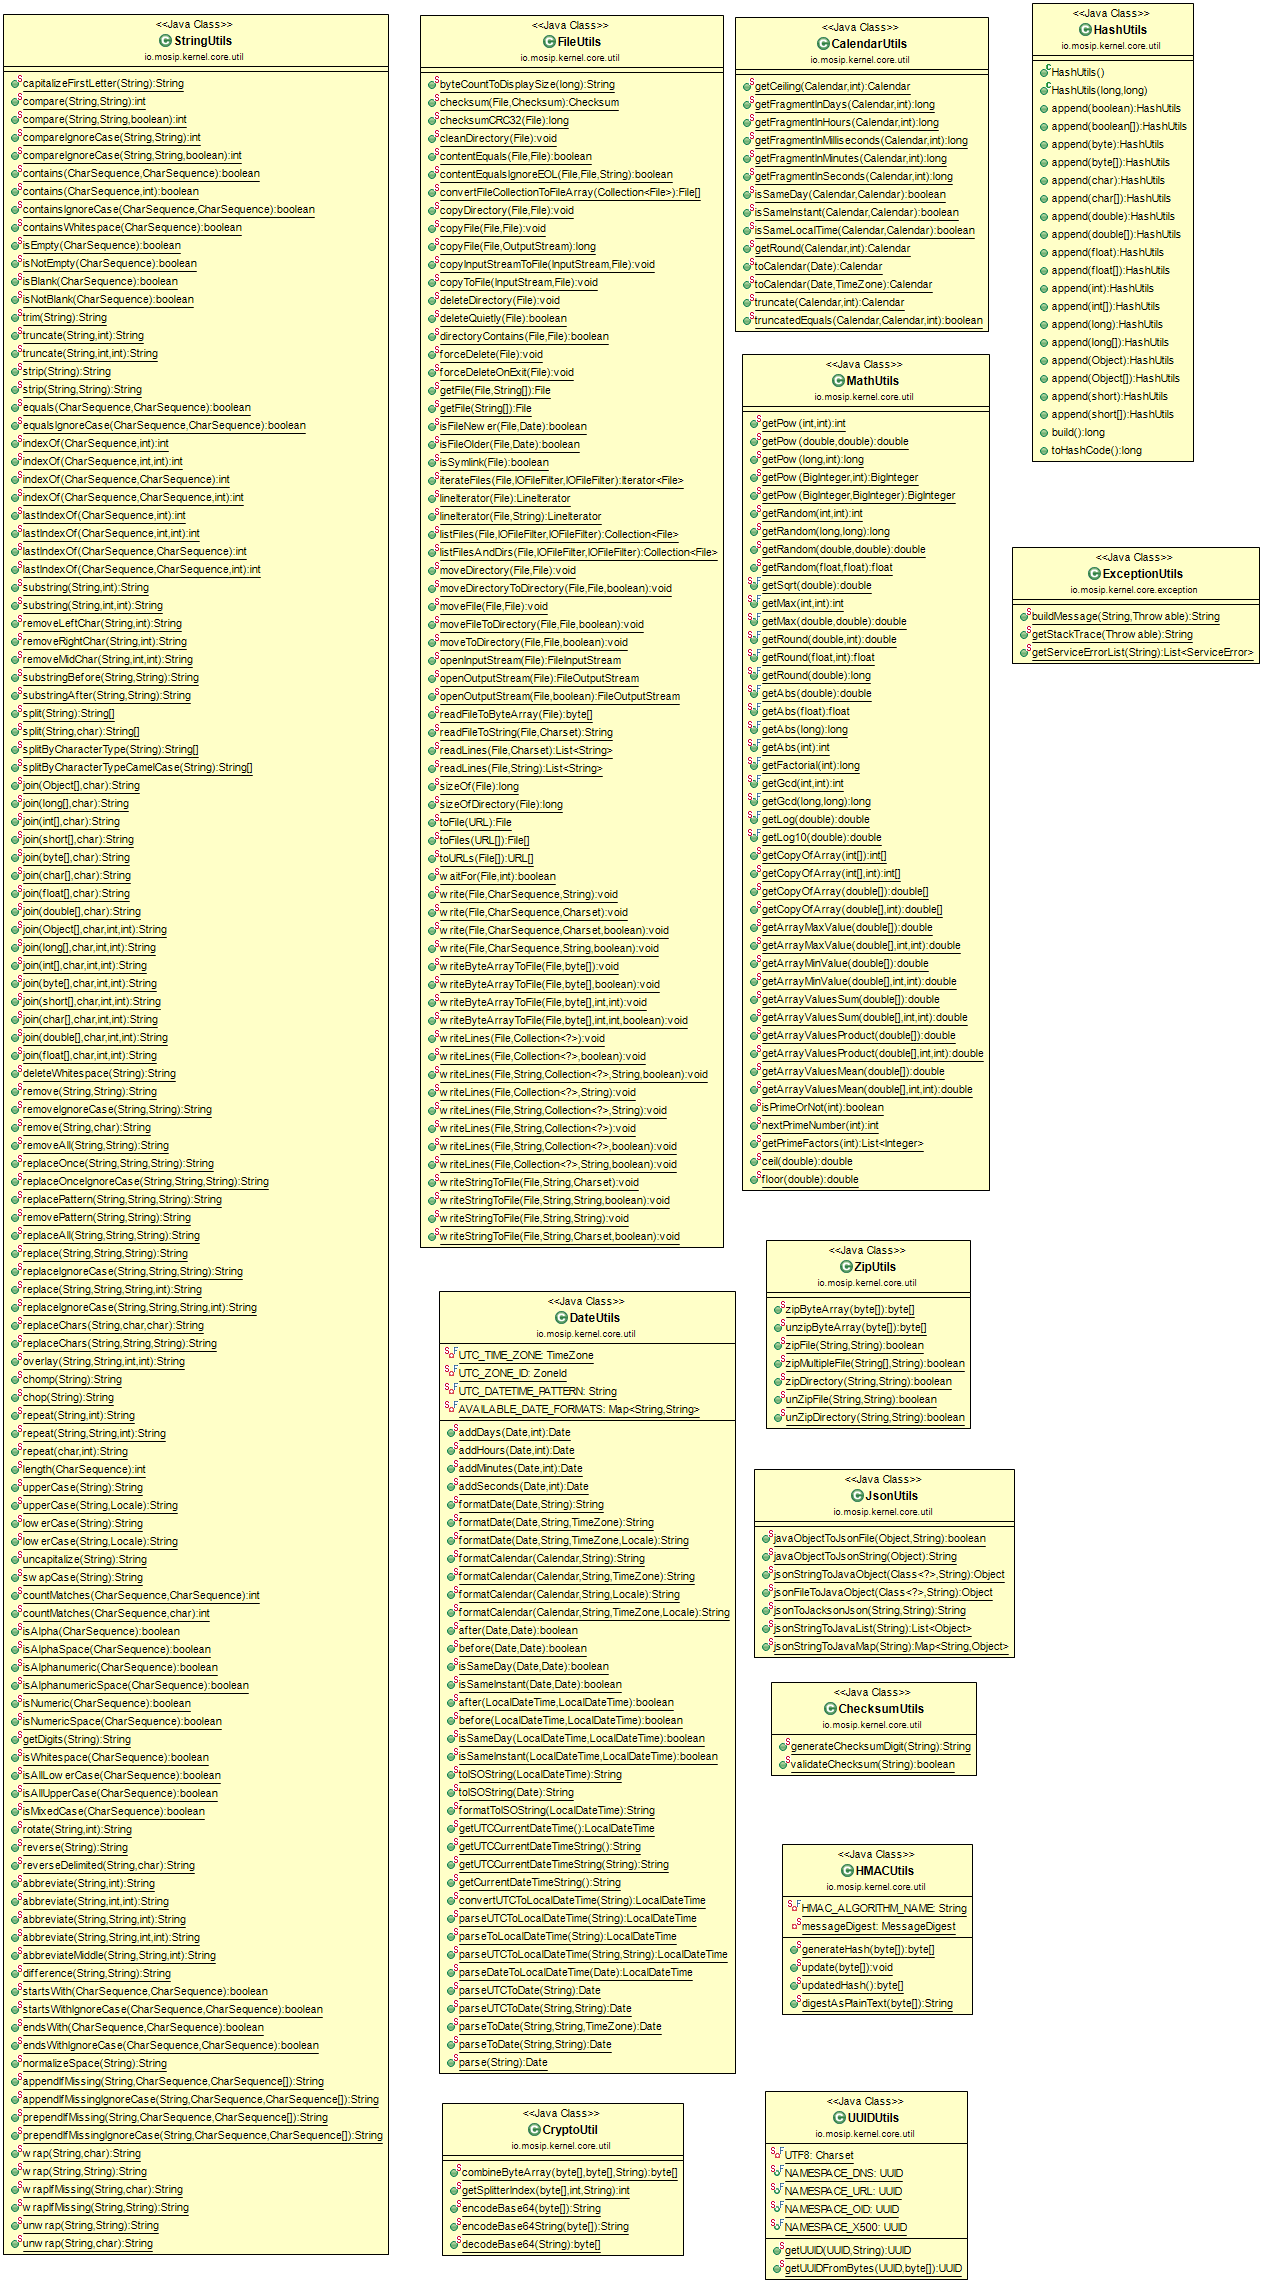 <<Java Class>>
StringUtils
io.mosip.kernel.core.util
capitalizeFirstLetter(String):String
compare(String,String):int
compare(String,String,boolean):int
compareIgnoreCase(String,String):int
compareIgnoreCase(String,String,boolean):int
contains(CharSequence,CharSequence):boolean
contains(CharSequence,int):boolean
containsIgnoreCase(CharSequence,CharSequence):boolean
containsWhitespace(CharSequence):boolean
isEmpty(CharSequence):boolean
isNotEmpty(CharSequence):boolean
isBlank(CharSequence):boolean
isNotBlank(CharSequence):boolean
trim(String):String
truncate(String,int):String
truncate(String,int,int):String
strip(String):String
strip(String,String):String
equals(CharSequence,CharSequence):boolean
equalsIgnoreCase(CharSequence,CharSequence):boolean
indexOf(CharSequence,int):int
indexOf(CharSequence,int,int):int
indexOf(CharSequence,CharSequence):int
indexOf(CharSequence,CharSequence,int):int
lastIndexOf(CharSequence,int):int
lastIndexOf(CharSequence,int,int):int
lastIndexOf(CharSequence,CharSequence):int
lastIndexOf(CharSequence,CharSequence,int):int
substring(String,int):String
substring(String,int,int):String
removeLeftChar(String,int):String
removeRightChar(String,int):String
removeMidChar(String,int,int):String
substringBefore(String,String):String
substringAfter(String,String):String
split(String):String[]
split(String,char):String[]
splitByCharacterType(String):String[]
splitByCharacterTypeCamelCase(String):String[]
join(Object[],char):String
join(long[],char):String
join(int[],char):String
join(short[],char):String
join(byte[],char):String
join(char[],char):String
join(float[],char):String
join(double[],char):String
join(Object[],char,int,int):String
join(long[],char,int,int):String
join(int[],char,int,int):String
join(byte[],char,int,int):String
join(short[],char,int,int):String
join(char[],char,int,int):String
join(double[],char,int,int):String
join(float[],char,int,int):String
deleteWhitespace(String):String
remove(String,String):String
removeIgnoreCase(String,String):String
remove(String,char):String
removeAll(String,String):String
replaceOnce(String,String,String):String
replaceOnceIgnoreCase(String,String,String):String
replacePattern(String,String,String):String
removePattern(String,String):String
replaceAll(String,String,String):String
replace(String,String,String):String
replaceIgnoreCase(String,String,String):String
replace(String,String,String,int):String
replaceIgnoreCase(String,String,String,int):String
replaceChars(String,char,char):String
replaceChars(String,String,String):String
overlay(String,String,int,int):String
chomp(String):String
chop(String):String
repeat(String,int):String
repeat(String,String,int):String
repeat(char,int):String
length(CharSequence):int
upperCase(String):String
upperCase(String,Locale):String
lowerCase(String):String
lowerCase(String,Locale):String
uncapitalize(String):String
swapCase(String):String
countMatches(CharSequence,CharSequence):int
countMatches(CharSequence,char):int
isAlpha(CharSequence):boolean
isAlphaSpace(CharSequence):boolean
isAlphanumeric(CharSequence):boolean
isAlphanumericSpace(CharSequence):boolean
isNumeric(CharSequence):boolean
isNumericSpace(CharSequence):boolean
getDigits(String):String
isWhitespace(CharSequence):boolean
isAllLowerCase(CharSequence):boolean
isAllUpperCase(CharSequence):boolean
isMixedCase(CharSequence):boolean
rotate(String,int):String
reverse(String):String
reverseDelimited(String,char):String
abbreviate(String,int):String
abbreviate(String,int,int):String
abbreviate(String,String,int):String
abbreviate(String,String,int,int):String
abbreviateMiddle(String,String,int):String
difference(String,String):String
startsWith(CharSequence,CharSequence):boolean
startsWithIgnoreCase(CharSequence,CharSequence):boolean
endsWith(CharSequence,CharSequence):boolean
endsWithIgnoreCase(CharSequence,CharSequence):boolean
normalizeSpace(String):String
appendIfMissing(String,CharSequence,CharSequence[]):String
appendIfMissingIgnoreCase(String,CharSequence,CharSequence[]):String
prependIfMissing(String,CharSequence,CharSequence[]):String
prependIfMissingIgnoreCase(String,CharSequence,CharSequence[]):String
wrap(String,char):String
wrap(String,String):String
wrapIfMissing(String,char):String
wrapIfMissing(String,String):String
unwrap(String,String):String
unwrap(String,char):String
<<Java Class>>
FileUtils
io.mosip.kernel.core.util
byteCountToDisplaySize(long):String
checksum(File,Checksum):Checksum
checksumCRC32(File):long
cleanDirectory(File):void
contentEquals(File,File):boolean
contentEqualsIgnoreEOL(File,File,String):boolean
convertFileCollectionToFileArray(Collection<File>):File[]
copyDirectory(File,File):void
copyFile(File,File):void
copyFile(File,OutputStream):long
copyInputStreamToFile(InputStream,File):void
copyToFile(InputStream,File):void
deleteDirectory(File):void
deleteQuietly(File):boolean
directoryContains(File,File):boolean
forceDelete(File):void
forceDeleteOnExit(File):void
getFile(File,String[]):File
getFile(String[]):File
isFileNewer(File,Date):boolean
isFileOlder(File,Date):boolean
isSymlink(File):boolean
iterateFiles(File,IOFileFilter,IOFileFilter):Iterator<File>
lineIterator(File):LineIterator
lineIterator(File,String):LineIterator
listFiles(File,IOFileFilter,IOFileFilter):Collection<File>
listFilesAndDirs(File,IOFileFilter,IOFileFilter):Collection<File>
moveDirectory(File,File):void
moveDirectoryToDirectory(File,File,boolean):void
moveFile(File,File):void
moveFileToDirectory(File,File,boolean):void
moveToDirectory(File,File,boolean):void
openInputStream(File):FileInputStream
openOutputStream(File):FileOutputStream
openOutputStream(File,boolean):FileOutputStream
readFileToByteArray(File):byte[]
readFileToString(File,Charset):String
readLines(File,Charset):List<String>
readLines(File,String):List<String>
sizeOf(File):long
sizeOfDirectory(File):long
toFile(URL):File
toFiles(URL[]):File[]
toURLs(File[]):URL[]
waitFor(File,int):boolean
write(File,CharSequence,String):void
write(File,CharSequence,Charset):void
write(File,CharSequence,Charset,boolean):void
write(File,CharSequence,String,boolean):void
writeByteArrayToFile(File,byte[]):void
writeByteArrayToFile(File,byte[],boolean):void
writeByteArrayToFile(File,byte[],int,int):void
writeByteArrayToFile(File,byte[],int,int,boolean):void
writeLines(File,Collection<?>):void
writeLines(File,Collection<?>,boolean):void
writeLines(File,String,Collection<?>,String,boolean):void
writeLines(File,Collection<?>,String):void
writeLines(File,String,Collection<?>,String):void
writeLines(File,String,Collection<?>):void
writeLines(File,String,Collection<?>,boolean):void
writeLines(File,Collection<?>,String,boolean):void
writeStringToFile(File,String,Charset):void
writeStringToFile(File,String,String,boolean):void
writeStringToFile(File,String,String):void
writeStringToFile(File,String,Charset,boolean):void
<<Java Class>>
DateUtils
io.mosip.kernel.core.util
UTC_TIME_ZONE: TimeZone
UTC_ZONE_ID: ZoneId
UTC_DATETIME_PATTERN: String
AVAILABLE_DATE_FORMATS: Map<String,String>
addDays(Date,int):Date
addHours(Date,int):Date
addMinutes(Date,int):Date
addSeconds(Date,int):Date
formatDate(Date,String):String
formatDate(Date,String,TimeZone):String
formatDate(Date,String,TimeZone,Locale):String
formatCalendar(Calendar,String):String
formatCalendar(Calendar,String,TimeZone):String
formatCalendar(Calendar,String,Locale):String
formatCalendar(Calendar,String,TimeZone,Locale):String
after(Date,Date):boolean
before(Date,Date):boolean
isSameDay(Date,Date):boolean
isSameInstant(Date,Date):boolean
after(LocalDateTime,LocalDateTime):boolean
before(LocalDateTime,LocalDateTime):boolean
isSameDay(LocalDateTime,LocalDateTime):boolean
isSameInstant(LocalDateTime,LocalDateTime):boolean
toISOString(LocalDateTime):String
toISOString(Date):String
formatToISOString(LocalDateTime):String
getUTCCurrentDateTime():LocalDateTime
getUTCCurrentDateTimeString():String
getUTCCurrentDateTimeString(String):String
getCurrentDateTimeString():String
convertUTCToLocalDateTime(String):LocalDateTime
parseUTCToLocalDateTime(String):LocalDateTime
parseToLocalDateTime(String):LocalDateTime
parseUTCToLocalDateTime(String,String):LocalDateTime
parseDateToLocalDateTime(Date):LocalDateTime
parseUTCToDate(String):Date
parseUTCToDate(String,String):Date
parseToDate(String,String,TimeZone):Date
parseToDate(String,String):Date
parse(String):Date
<<Java Class>>
CryptoUtil
io.mosip.kernel.core.util
combineByteArray(byte[],byte[],String):byte[]
getSplitterIndex(byte[],int,String):int
encodeBase64(byte[]):String
encodeBase64String(byte[]):String
decodeBase64(String):byte[]
<<Java Class>>
CalendarUtils
io.mosip.kernel.core.util
getCeiling(Calendar,int):Calendar
getFragmentInDays(Calendar,int):long
getFragmentInHours(Calendar,int):long
getFragmentInMilliseconds(Calendar,int):long
getFragmentInMinutes(Calendar,int):long
getFragmentInSeconds(Calendar,int):long
isSameDay(Calendar,Calendar):boolean
isSameInstant(Calendar,Calendar):boolean
isSameLocalTime(Calendar,Calendar):boolean
getRound(Calendar,int):Calendar
toCalendar(Date):Calendar
toCalendar(Date,TimeZone):Calendar
truncate(Calendar,int):Calendar
truncatedEquals(Calendar,Calendar,int):boolean
<<Java Class>>
MathUtils
io.mosip.kernel.core.util
getPow(int,int):int
getPow(double,double):double
getPow(long,int):long
getPow(BigInteger,int):BigInteger
getPow(BigInteger,BigInteger):BigInteger
getRandom(int,int):int
getRandom(long,long):long
getRandom(double,double):double
getRandom(float,float):float
getSqrt(double):double
getMax(int,int):int
getMax(double,double):double
getRound(double,int):double
getRound(float,int):float
getRound(double):long
getAbs(double):double
getAbs(float):float
getAbs(long):long
getAbs(int):int
getFactorial(int):long
getGcd(int,int):int
getGcd(long,long):long
getLog(double):double
getLog10(double):double
getCopyOfArray(int[]):int[]
getCopyOfArray(int[],int):int[]
getCopyOfArray(double[]):double[]
getCopyOfArray(double[],int):double[]
getArrayMaxValue(double[]):double
getArrayMaxValue(double[],int,int):double
getArrayMinValue(double[]):double
getArrayMinValue(double[],int,int):double
getArrayValuesSum(double[]):double
getArrayValuesSum(double[],int,int):double
getArrayValuesProduct(double[]):double
getArrayValuesProduct(double[],int,int):double
getArrayValuesMean(double[]):double
getArrayValuesMean(double[],int,int):double
isPrimeOrNot(int):boolean
nextPrimeNumber(int):int
getPrimeFactors(int):List<Integer>
ceil(double):double
floor(double):double
<<Java Class>>
ZipUtils
io.mosip.kernel.core.util
zipByteArray(byte[]):byte[]
unzipByteArray(byte[]):byte[]
zipFile(String,String):boolean
zipMultipleFile(String[],String):boolean
zipDirectory(String,String):boolean
unZipFile(String,String):boolean
unZipDirectory(String,String):boolean
<<Java Class>>
JsonUtils
io.mosip.kernel.core.util
javaObjectToJsonFile(Object,String):boolean
javaObjectToJsonString(Object):String
jsonStringToJavaObject(Class<?>,String):Object
jsonFileToJavaObject(Class<?>,String):Object
jsonToJacksonJson(String,String):String
jsonStringToJavaList(String):List<Object>
jsonStringToJavaMap(String):Map<String,Object>
<<Java Class>>
ChecksumUtils
io.mosip.kernel.core.util
generateChecksumDigit(String):String
validateChecksum(String):boolean
<<Java Class>>
HMACUtils
io.mosip.kernel.core.util
HMAC_ALGORITHM_NAME: String
messageDigest: MessageDigest
generateHash(byte[]):byte[]
update(byte[]):void
updatedHash():byte[]
digestAsPlainText(byte[]):String
<<Java Class>>
UUIDUtils
io.mosip.kernel.core.util
UTF8: Charset
NAMESPACE_DNS: UUID
NAMESPACE_URL: UUID
NAMESPACE_OID: UUID
NAMESPACE_X500: UUID
getUUID(UUID,String):UUID
getUUIDFromBytes(UUID,byte[]):UUID
<<Java Class>>
HashUtils
io.mosip.kernel.core.util
HashUtils()
HashUtils(long,long)
append(boolean):HashUtils
append(boolean[]):HashUtils
append(byte):HashUtils
append(byte[]):HashUtils
append(char):HashUtils
append(char[]):HashUtils
append(double):HashUtils
append(double[]):HashUtils
append(float):HashUtils
append(float[]):HashUtils
append(int):HashUtils
append(int[]):HashUtils
append(long):HashUtils
append(long[]):HashUtils
append(Object):HashUtils
append(Object[]):HashUtils
append(short):HashUtils
append(short[]):HashUtils
build():long
toHashCode():long
<<Java Class>>
ExceptionUtils
io.mosip.kernel.core.exception
buildMessage(String,Throwable):String
getStackTrace(Throwable):String
getServiceErrorList(String):List<ServiceError>